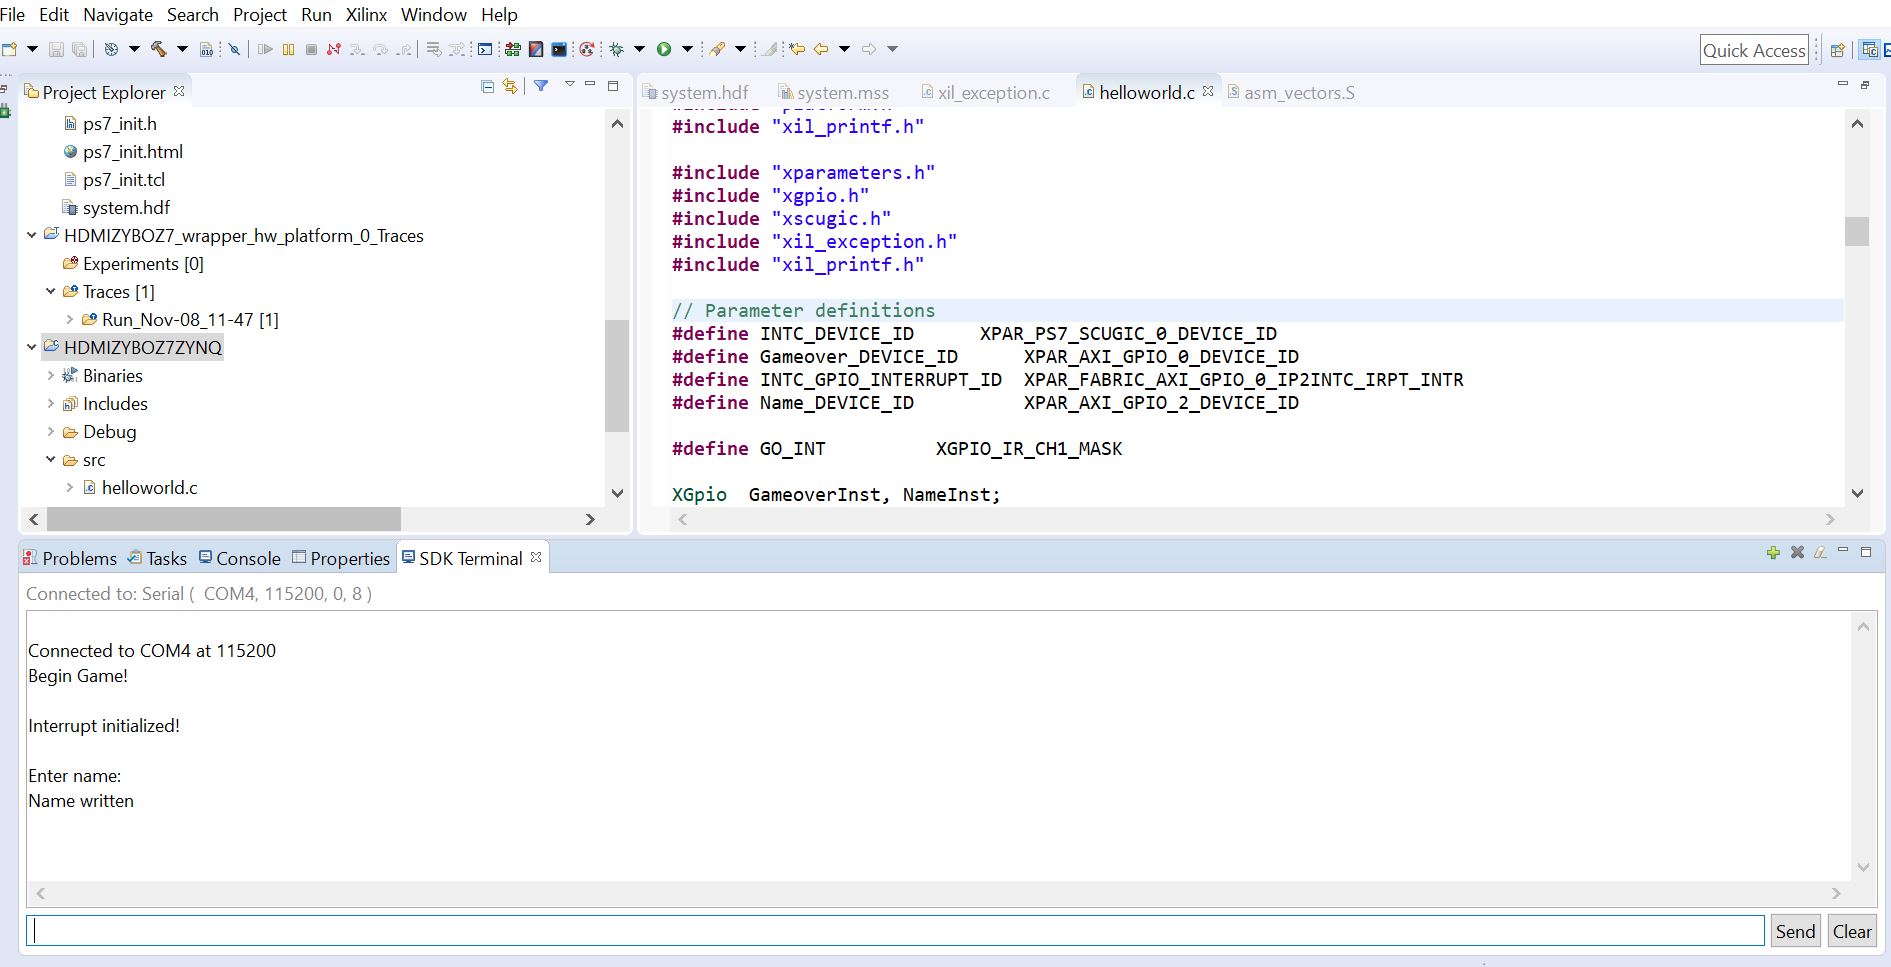 File Edit Navigate Search Project Run Xilinx Window Help
Quick Access
Project Explorer
ps7_init.h
ps7_init.html
ps7_init.tcl
system.hdf
HDMIZYBOZ7_wrapper_hw_platform_0_Traces
Experiments [0]
Traces [1]
Run_Nov-08_11-47 [1]
HDMIZYBOZ7ZYNQ
Binaries
Includes
Debug
src
helloworld.c
system.hdf system.mss xil_exception.c helloworld.c asm_vectors.S
#include "xil_printf.h"
#include "xparameters.h"
#include "xgpio.h"
#include "xscugic.h"
#include "xil_exception.h"
#include "xil_printf.h"
// Parameter definitions
#define INTC_DEVICE_ID XPAR_PS7_SCUGIC_0_DEVICE_ID
#define Gameover_DEVICE_ID XPAR_AXI_GPIO_0_DEVICE_ID
#define INTC_GPIO_INTERRUPT_ID XPAR_FABRIC_AXI_GPIO_0_IP2INTC_IRPT_INTR
#define Name_DEVICE_ID XPAR_AXI_GPIO_2_DEVICE_ID
#define GO_INT XGPIO_IR_CH1_MASK
XGpio GameoverInst, NameInst;
Problems Tasks Console Properties SDK Terminal
Connected to: Serial ( COM4, 115200, 0, 8 )
Connected to COM4 at 115200
Begin Game!
Interrupt initialized!
Enter name:
Name written
Send Clear